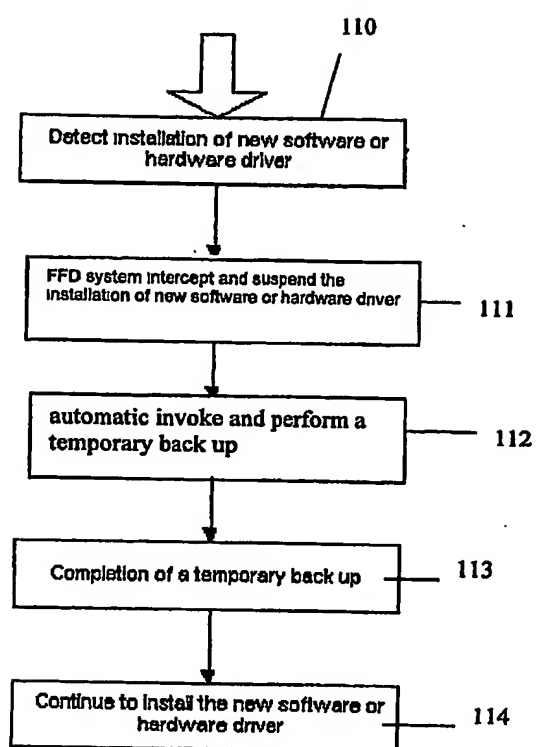 110
Detect installation of new software or
hardware driver
FFD system intercept and suspend the
installation of new software or hardware driver
111
automatic invoke and perform a
temporary back up
112
Completion of a temporary back up
113
Continue to install the new software or
hardware driver
114